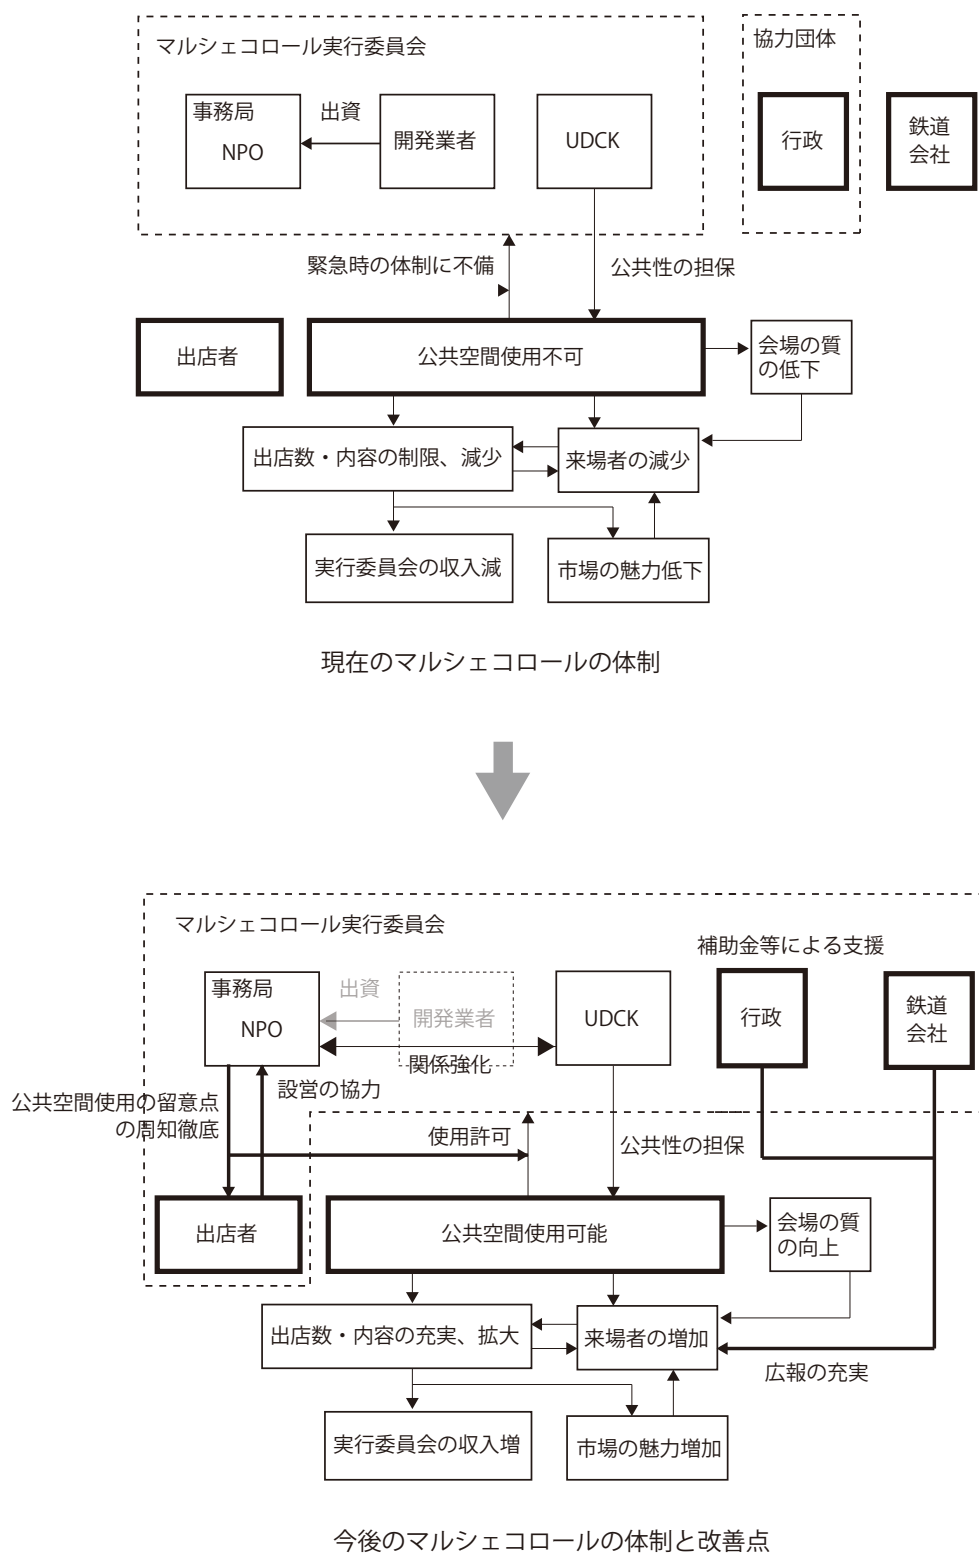 マルシェコロール実行委員会
協力団体
事務局
NPO
出資
開発業者
UDCK
行政
鉄道
会社
緊急時の体制に不備
公共性の担保
出店者
公共空間使用不可
会場の質
の低下
出店数・内容の制限、減少
来場者の減少
実行委員会の収入減
市場の魅力低下
現在のマルシェコロールの体制
マルシェコロール実行委員会
補助金等による支援
事務局
NPO
出資
開発業者
UDCK
行政
鉄道
会社
関係強化
設営の協力
公共空間使用の留意点
の周知徹底
使用許可
公共性の担保
出店者
公共空間使用可能
会場の質
の向上
出店数・内容の充実、拡大
来場者の増加
広報の充実
実行委員会の収入増
市場の魅力増加
今後のマルシェコロールの体制と改善点